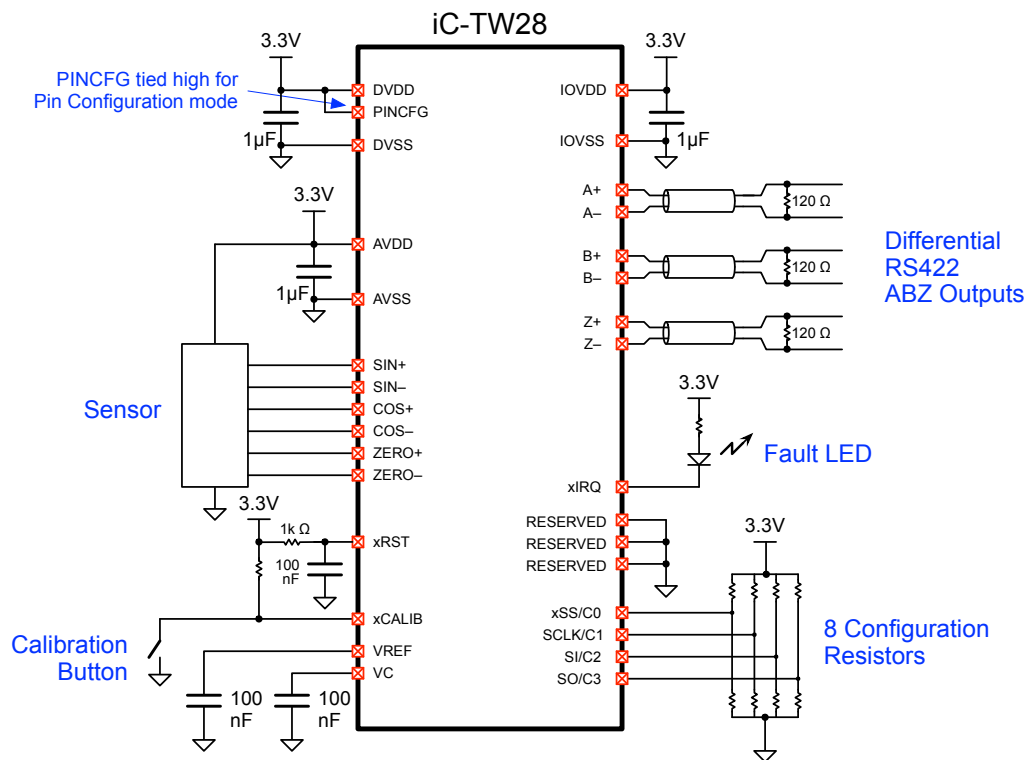 iC-TW28
3.3V
PINCFG tied high for
Pin Configuration mode
1µF
DVDD
PINCFG
DVSS
3.3V
1µF
AVDD
AVSS
Sensor
SIN+
SIN–
COS+
COS–
ZERO+
ZERO–
3.3V
1k Ω
100
nF
xRST
Calibration
Button
xCALIB
VREF
VC
100
nF
100
nF
3.3V
IOVDD
IOVSS
1µF
A+
A–
120 Ω
B+
B–
120 Ω
Z+
Z–
120 Ω
Differential
RS422
ABZ Outputs
3.3V
Fault LED
xIRQ
RESERVED
RESERVED
RESERVED
3.3V
xSS/C0
SCLK/C1
SI/C2
SO/C3
8 Configuration
Resistors